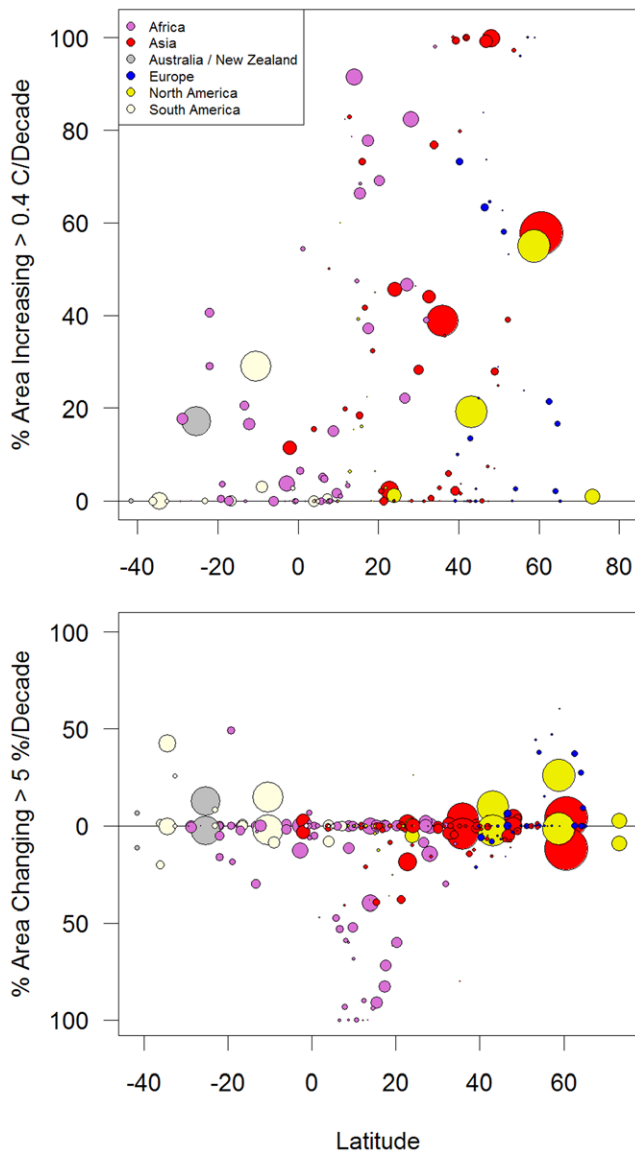 % Area Increasing > 0.4 C/Decade
100
80
60
40
20
0
Africa
Asia
Australia / New Zealand
Europe
North America
South America
-40 -20 0 20 40 60 80
% Area Changing > 5 %/Decade
100
50
0
50
100
-40 -20 0 20 40 60
Latitude